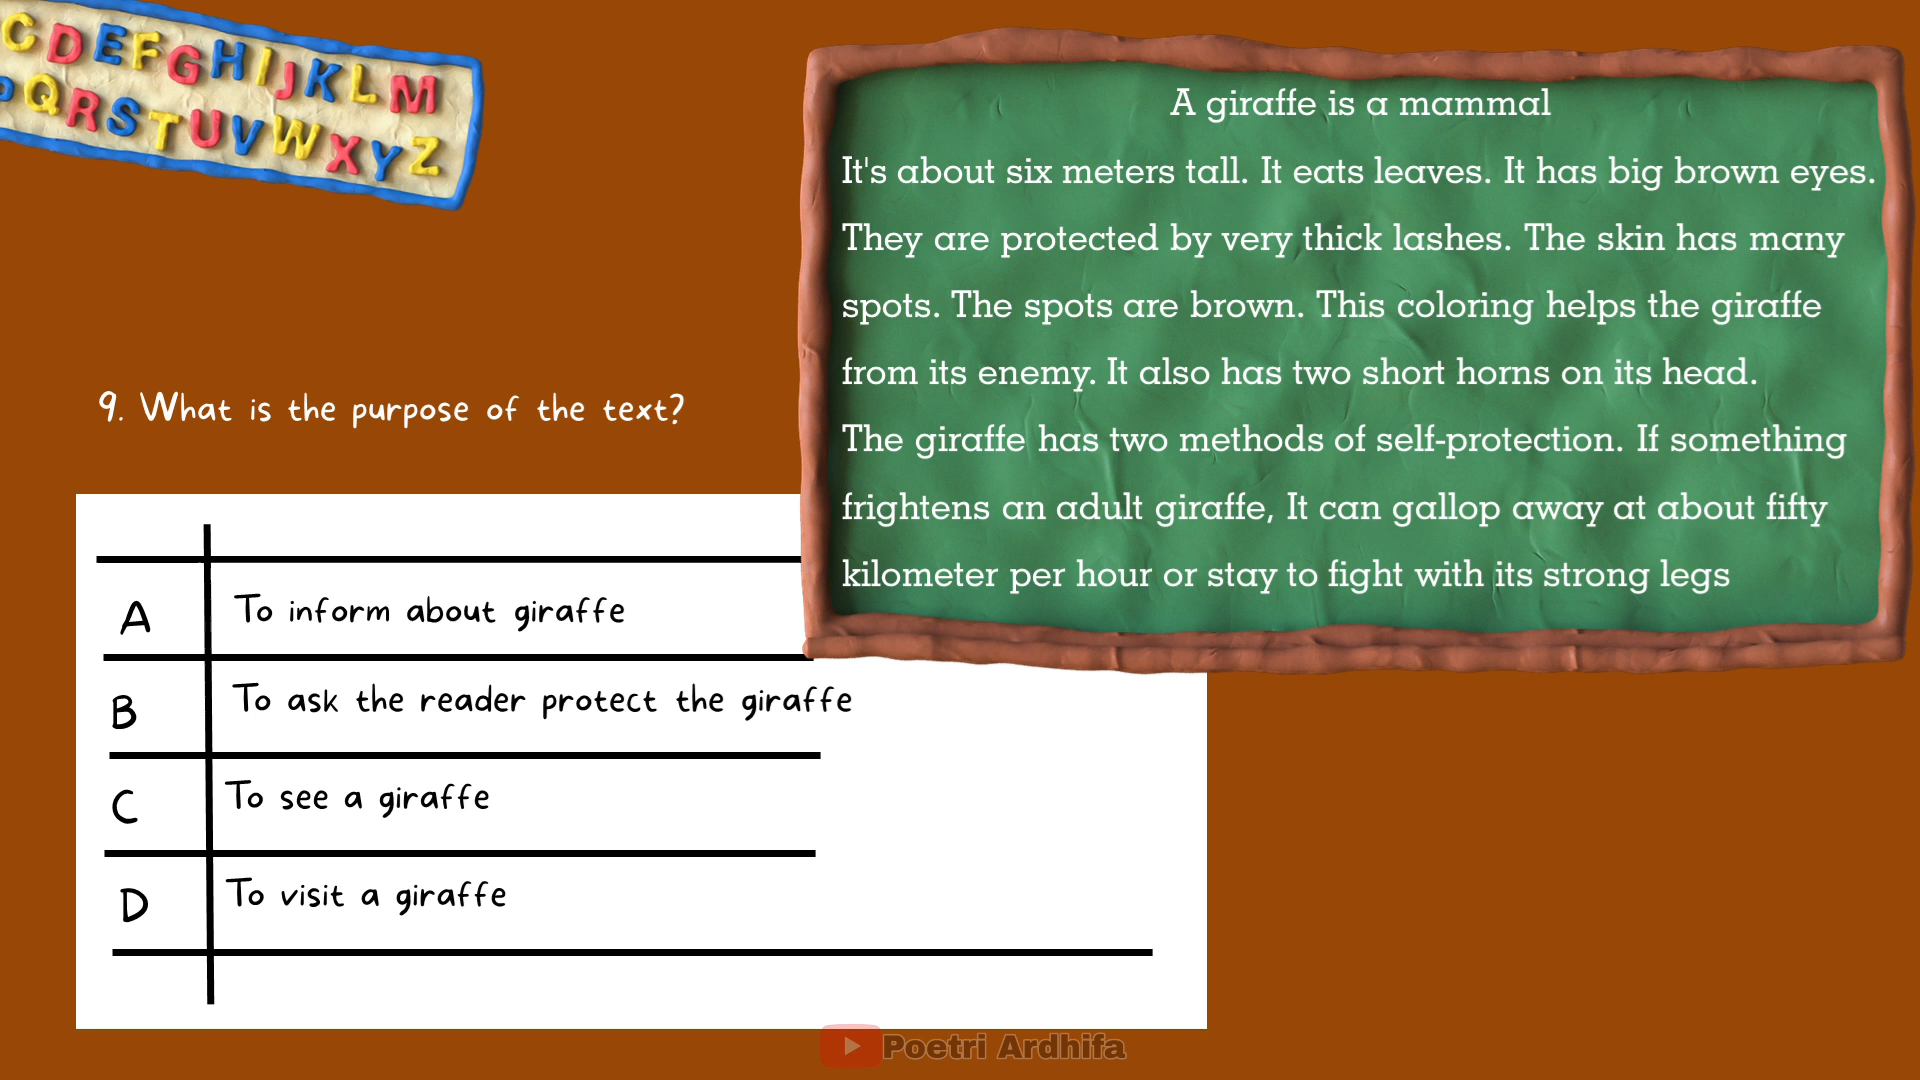 C D E F G H I J K L M
P Q R S T U V W X Y Z
A giraffe is a mammal
It's about six meters tall. It eats leaves. It has big brown eyes.
They are protected by very thick lashes. The skin has many
spots. The spots are brown. This coloring helps the giraffe
from its enemy. It also has two short horns on its head.
The giraffe has two methods of self-protection. If something
frightens an adult giraffe, It can gallop away at about fifty
kilometer per hour or stay to fight with its strong legs
9. What is the purpose of the text?
A To inform about giraffe
B To ask the reader protect the giraffe
C To see a giraffe
D To visit a giraffe
Poetri Ardhifa